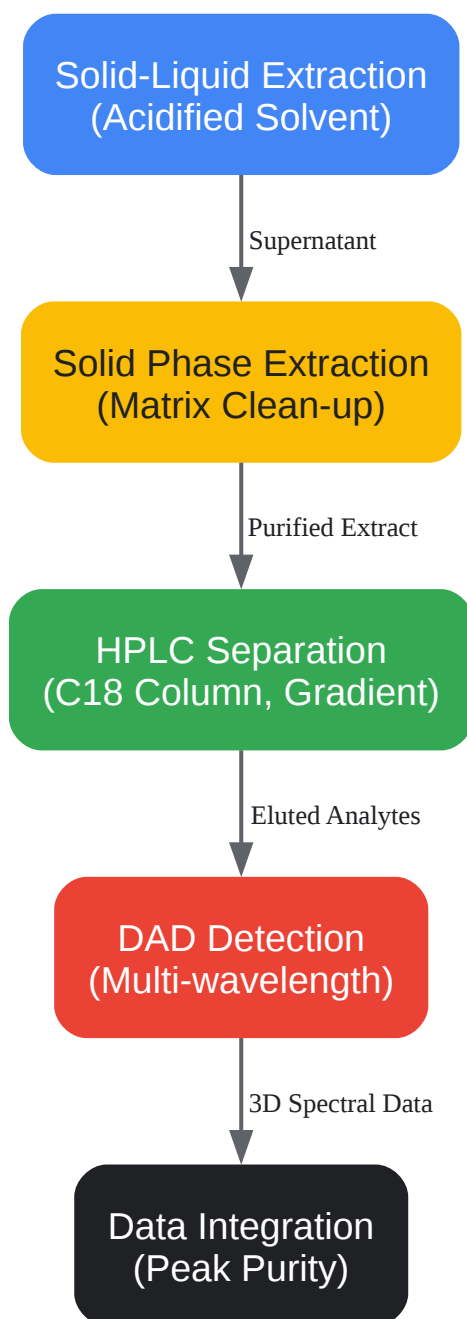 Solid-Liquid Extraction
(Acidified Solvent)
Supernatant
Solid Phase Extraction
(Matrix Clean-up)
Purified Extract
HPLC Separation
(C18 Column, Gradient)
Eluted Analytes
DAD Detection
(Multi-wavelength)
3D Spectral Data
Data Integration
(Peak Purity)